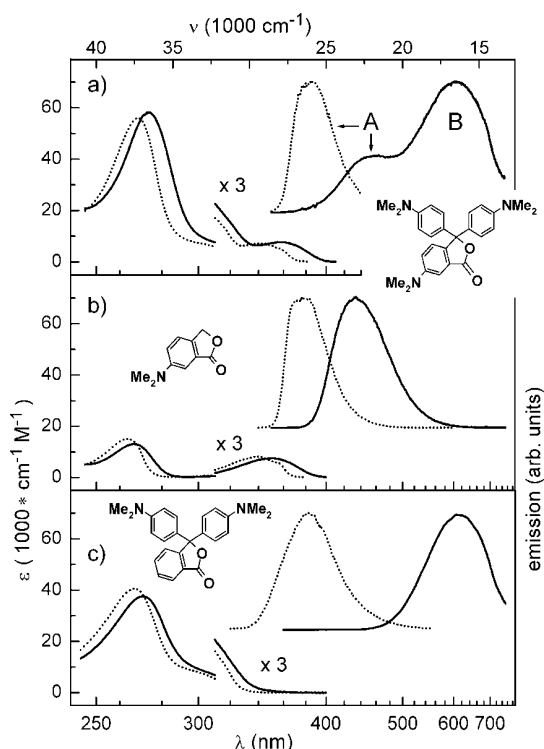 ν (1000 cm⁻¹)
40 35 30 25 20 15
a)
60
40
20
0
x 3
A
B
Me₂N
NMe₂
O
O
Me₂N
b)
60
40
20
0
x 3
O
O
Me₂N
c)
60
40
20
0
x 3
Me₂N
NMe₂
O
O
250 300 400 500 600 700
λ (nm)
ε (1000 * cm⁻¹ M⁻¹)
emission (arb. units)